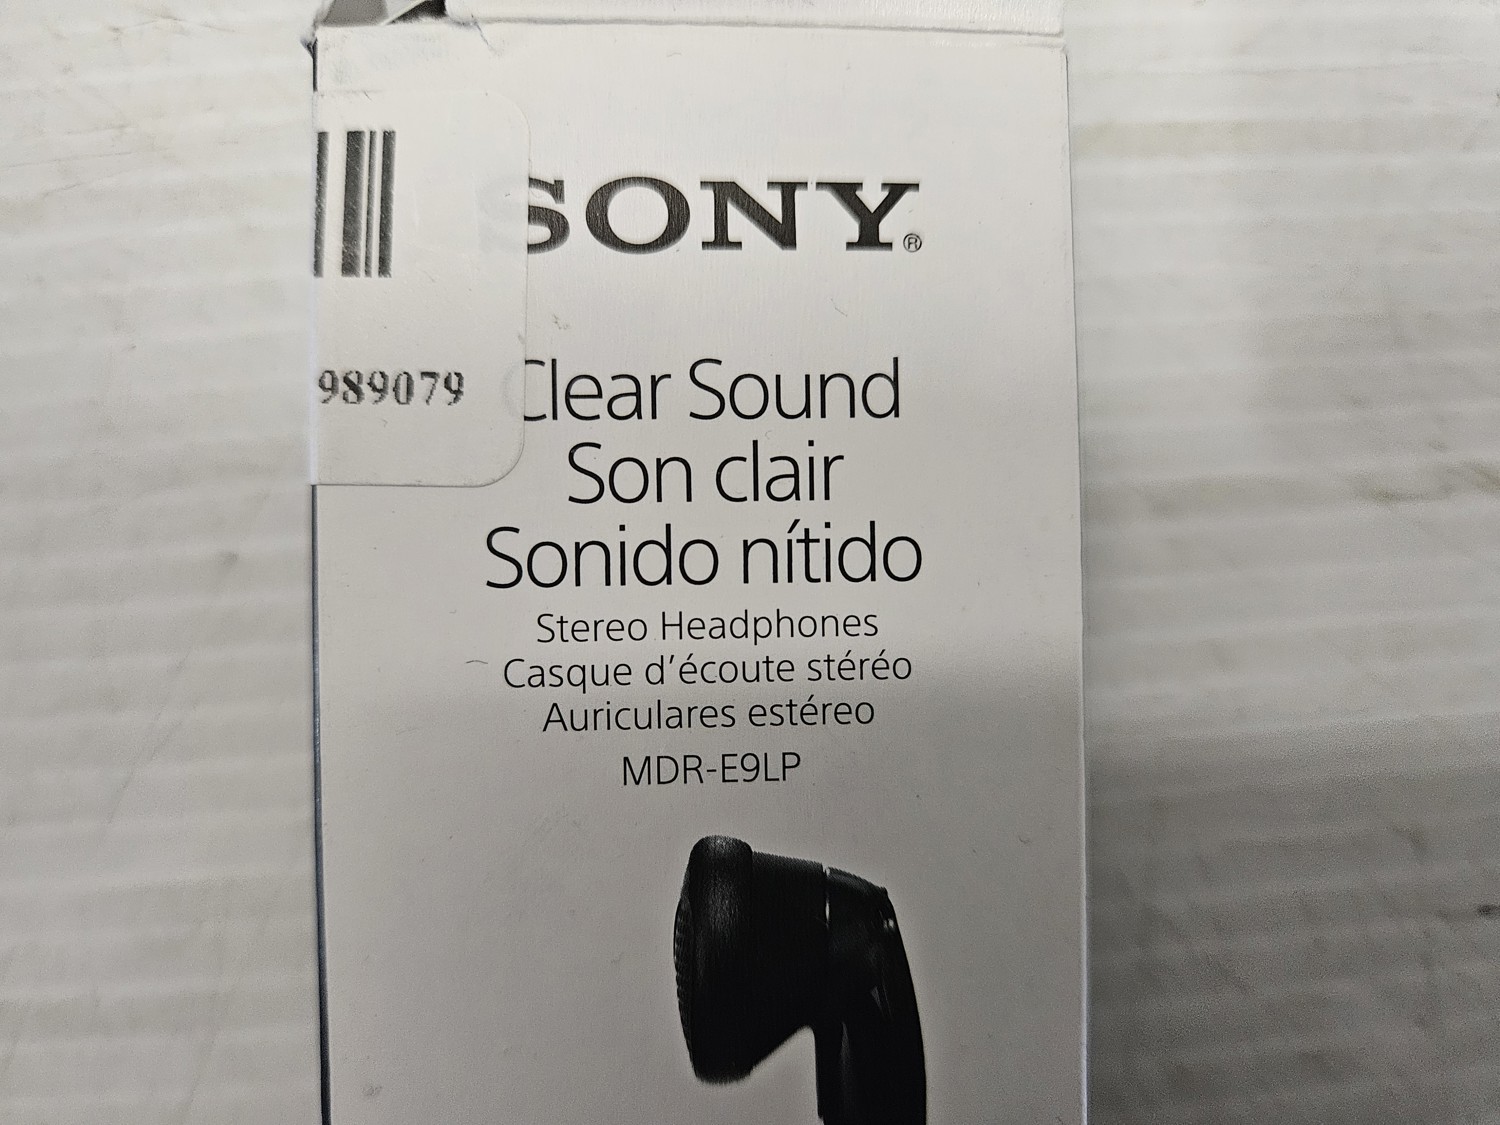 SONY®
989079
Clear Sound
Son clair
Sonido nítido
Stereo Headphones
Casque d'écoute stéréo
Auriculares estéreo
MDR-E9LP